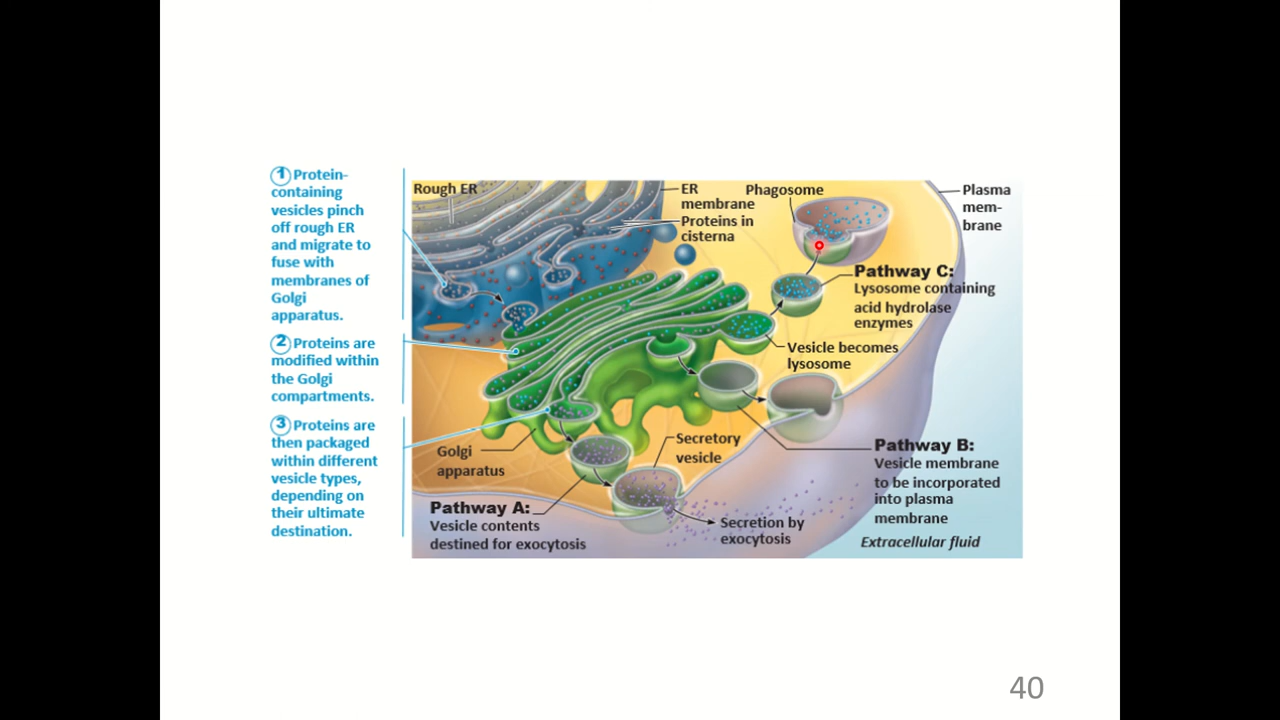 1 Protein-
containing
vesicles pinch
off rough ER
and migrate to
fuse with
membranes of
Golgi
apparatus.
2 Proteins are
modified within
the Golgi
compartments.
3 Proteins are
then packaged
within different
vesicle types,
depending on
their ultimate
destination.
Rough ER
ER
membrane
Proteins in
cisterna
Phagosome
Plasma
mem-
brane
Pathway C:
Lysosome containing
acid hydrolase
enzymes
Vesicle becomes
lysosome
Golgi
apparatus
Secretory
vesicle
Pathway B:
Vesicle membrane
to be incorporated
into plasma
membrane
Pathway A:
Vesicle contents
destined for exocytosis
Secretion by
exocytosis
Extracellular fluid
40